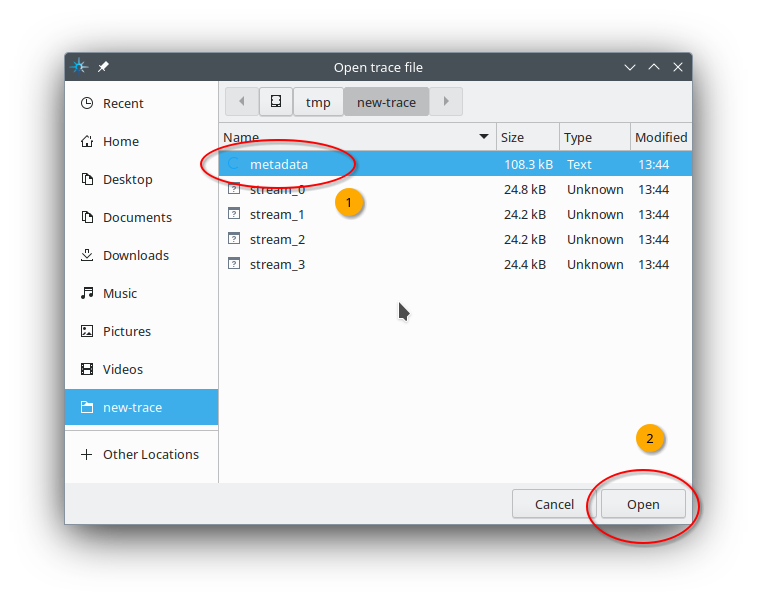 Open trace file
Recent
Home
Desktop
Documents
Downloads
Music
Pictures
Videos
new-trace
Other Locations
tmp new-trace
Name Size Type Modified
metadata 108.3 kB Text 13:44
stream_0 24.8 kB Unknown 13:44
stream_1 24.2 kB Unknown 13:44
stream_2 24.2 kB Unknown 13:44
stream_3 24.4 kB Unknown 13:44
1
2
Cancel Open